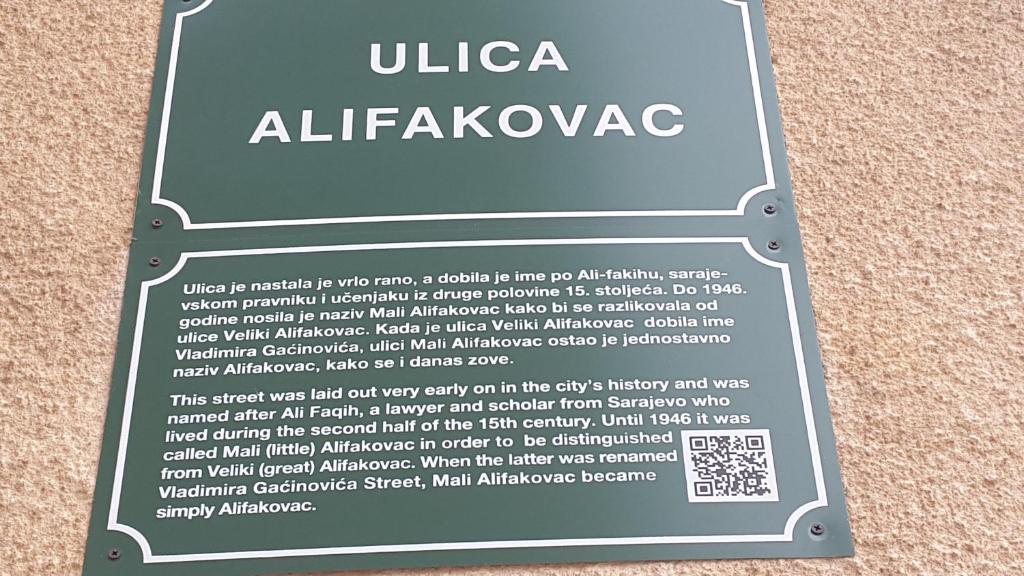 ULICA
ALIFAKOVAC
Ulica je nastala je vrlo rano, a dobila je ime po Ali-fakihu, saraje-
vskom pravniku i učenjaku iz druge polovine 15. stoljeća. Do 1946.
godine nosila je naziv Mali Alifakovac kako bi se razlikovala od
ulice Veliki Alifakovac. Kada je ulica Veliki Alifakovac dobila ime
Vladimira Gaćinovića, ulici Mali Alifakovac ostao je jednostavno
naziv Alifakovac, kako se i danas zove.
This street was laid out very early on in the city's history and was
named after Ali Faqih, a lawyer and scholar from Sarajevo who
lived during the second half of the 15th century. Until 1946 it was
called Mali (little) Alifakovac in order to be distinguished
from Veliki (great) Alifakovac. When the latter was renamed
Vladimira Gaćinovića Street, Mali Alifakovac became
simply Alifakovac.